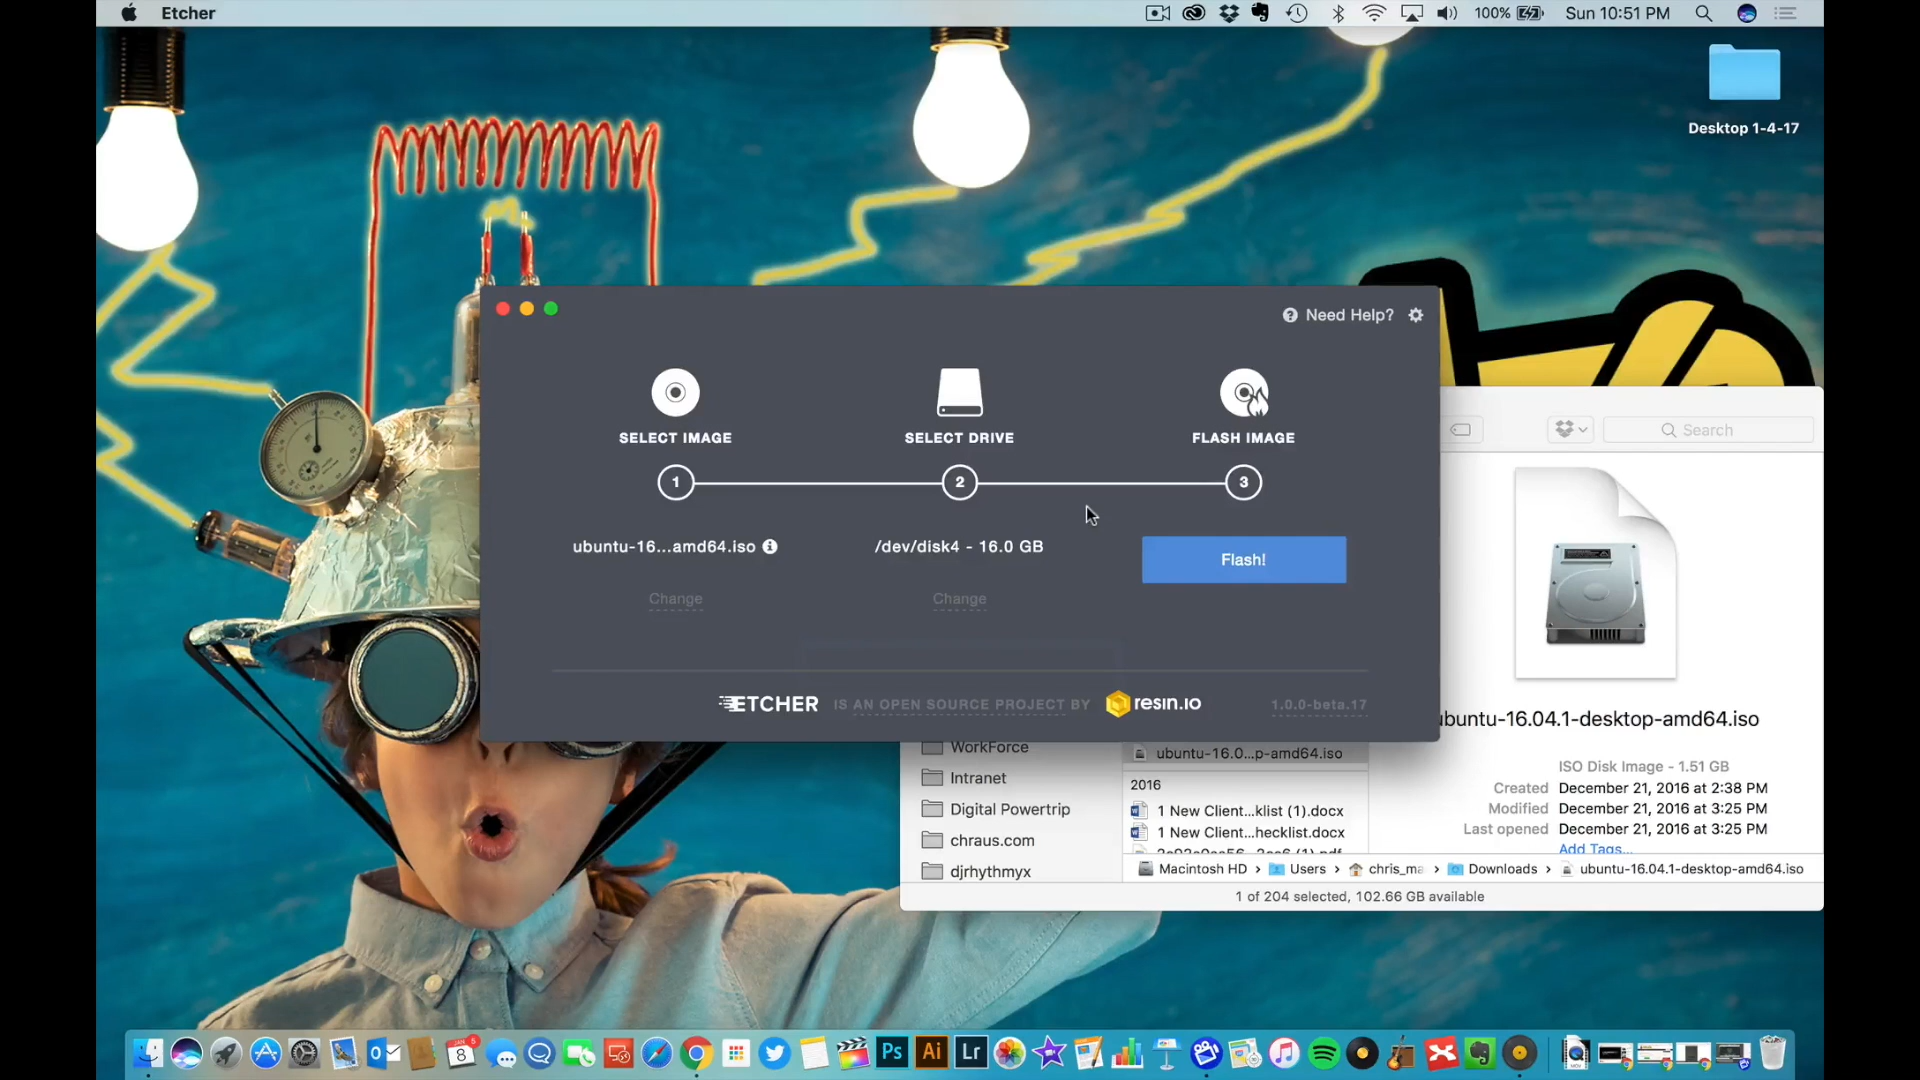 Etcher
100%
Sun 10:51 PM
Desktop 1-4-17
Need Help?
SELECT IMAGE
SELECT DRIVE
FLASH IMAGE
1
2
3
ubuntu-16...amd64.iso
/dev/disk4 - 16.0 GB
Flash!
Change
Change
ETCHER IS AN OPEN SOURCE PROJECT BY resin.io
1.0.0-beta.17
Search
ubuntu-16.04.1-desktop-amd64.iso
ISO Disk Image - 1.51 GB
Created December 21, 2016 at 2:38 PM
Modified December 21, 2016 at 3:25 PM
Last opened December 21, 2016 at 3:25 PM
Add Tags...
WorkForce
Intranet
Digital Powertrip
chraus.com
djrhythmyx
ubuntu-16.0...p-amd64.iso
2016
1 New Client...klist (1).docx
1 New Client...hecklist.docx
Macintosh HD
Users
chris_ma
Downloads
ubuntu-16.04.1-desktop-amd64.iso
1 of 204 selected, 102.66 GB available
JAN
8
Ps
Ai
Lr